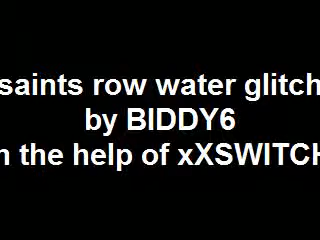 saints row water glitch
by BIDDY6
the help of xXSWITCH